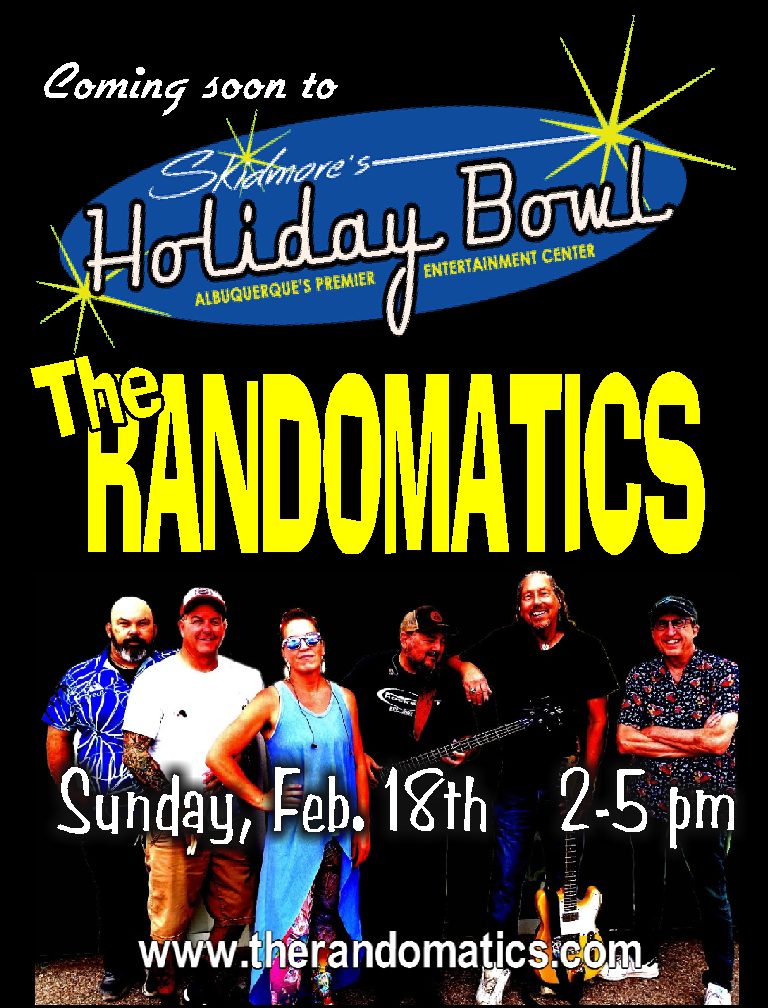 Coming soon to
Skidmore's
Holiday Bowl
ALBUQUERQUE'S PREMIER ENTERTAINMENT CENTER
The
RANDOMATICS
Sunday, Feb. 18th 2-5 pm
www.therandomatics.com